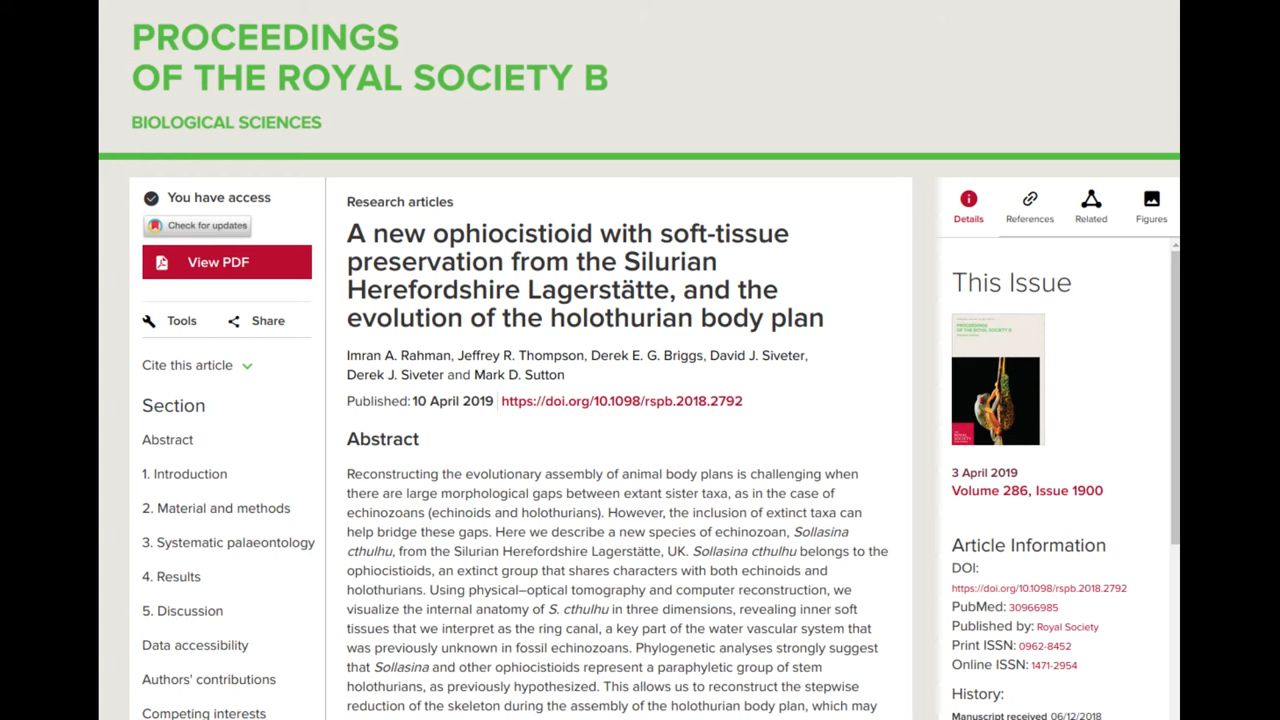 PROCEEDINGS
OF THE ROYAL SOCIETY B
BIOLOGICAL SCIENCES
You have access
Check for updates
View PDF
Tools
Share
Cite this article
Section
Abstract
1. Introduction
2. Material and methods
3. Systematic palaeontology
4. Results
5. Discussion
Data accessibility
Authors' contributions
Competing interests
Research articles
A new ophiocistioid with soft-tissue
preservation from the Silurian
Herefordshire Lagerstätte, and the
evolution of the holothurian body plan
Imran A. Rahman, Jeffrey R. Thompson, Derek E. G. Briggs, David J. Siveter,
Derek J. Siveter and Mark D. Sutton
Published: 10 April 2019 https://doi.org/10.1098/rspb.2018.2792
Abstract
Reconstructing the evolutionary assembly of animal body plans is challenging when
there are large morphological gaps between extant sister taxa, as in the case of
echinozoans (echinoids and holothurians). However, the inclusion of extinct taxa can
help bridge these gaps. Here we describe a new species of echinozoan, Sollasina
cthulhu, from the Silurian Herefordshire Lagerstätte, UK. Sollasina cthulhu belongs to the
ophiocistioids, an extinct group that shares characters with both echinoids and
holothurians. Using physical–optical tomography and computer reconstruction, we
visualize the internal anatomy of S. cthulhu in three dimensions, revealing inner soft
tissues that we interpret as the ring canal, a key part of the water vascular system that
was previously unknown in fossil echinozoans. Phylogenetic analyses strongly suggest
that Sollasina and other ophiocistioids represent a paraphyletic group of stem
holothurians, as previously hypothesized. This allows us to reconstruct the stepwise
reduction of the skeleton during the assembly of the holothurian body plan, which may
Details
References
Related
Figures
This Issue
PROCEEDINGS
OF THE ROYAL SOCIETY B
THE
ROYAL
SOCIETY
3 April 2019
Volume 286, Issue 1900
Article Information
DOI:
https://doi.org/10.1098/rspb.2018.2792
PubMed: 30966985
Published by: Royal Society
Print ISSN: 0962-8452
Online ISSN: 1471-2954
History:
Manuscript received 06/12/2018